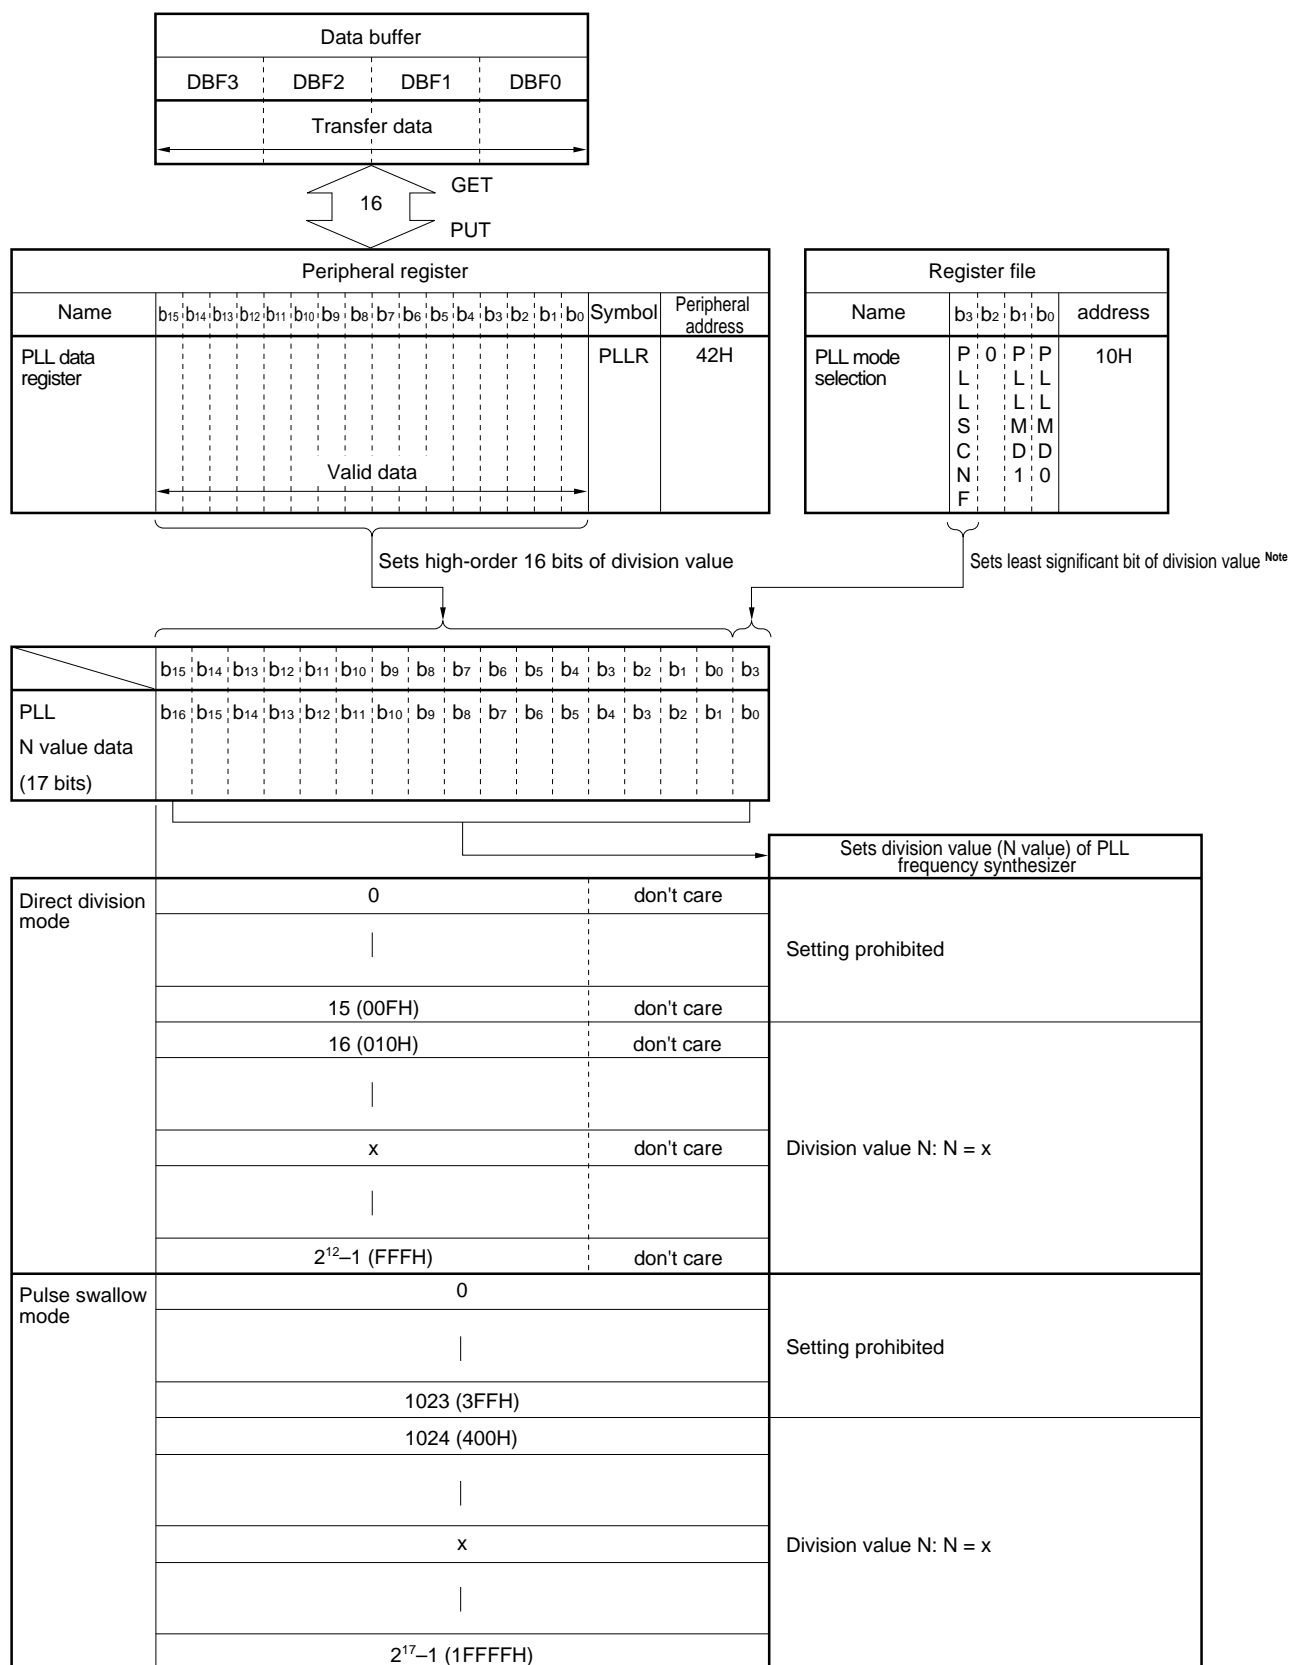 Data buffer
DBF3 DBF2 DBF1 DBF0
Transfer data
16
GET
PUT
Peripheral register
Name b15 b14 b13 b12 b11 b10 b9 b8 b7 b6 b5 b4 b3 b2 b1 b0 Symbol Peripheral address
PLL data
register
PLLR 42H
Valid data
Register file
Name b3 b2 b1 b0 address
PLL mode
selection
PLLSCNF 0 PLLMD1 PLLMD0 10H
Sets high-order 16 bits of division value
Sets least significant bit of division value Note
b15 b14 b13 b12 b11 b10 b9 b8 b7 b6 b5 b4 b3 b2 b1 b0 b3
PLL
N value data
(17 bits)
b16 b15 b14 b13 b12 b11 b10 b9 b8 b7 b6 b5 b4 b3 b2 b1 b0
Sets division value (N value) of PLL
frequency synthesizer
Direct division
mode
0 don't care
Setting prohibited
15 (00FH) don't care
16 (010H) don't care
x don't care Division value N: N = x
2¹²–1 (FFFH) don't care
Pulse swallow
mode
0
Setting prohibited
1023 (3FFH)
1024 (400H)
x Division value N: N = x
2¹⁷–1 (1FFFFH)